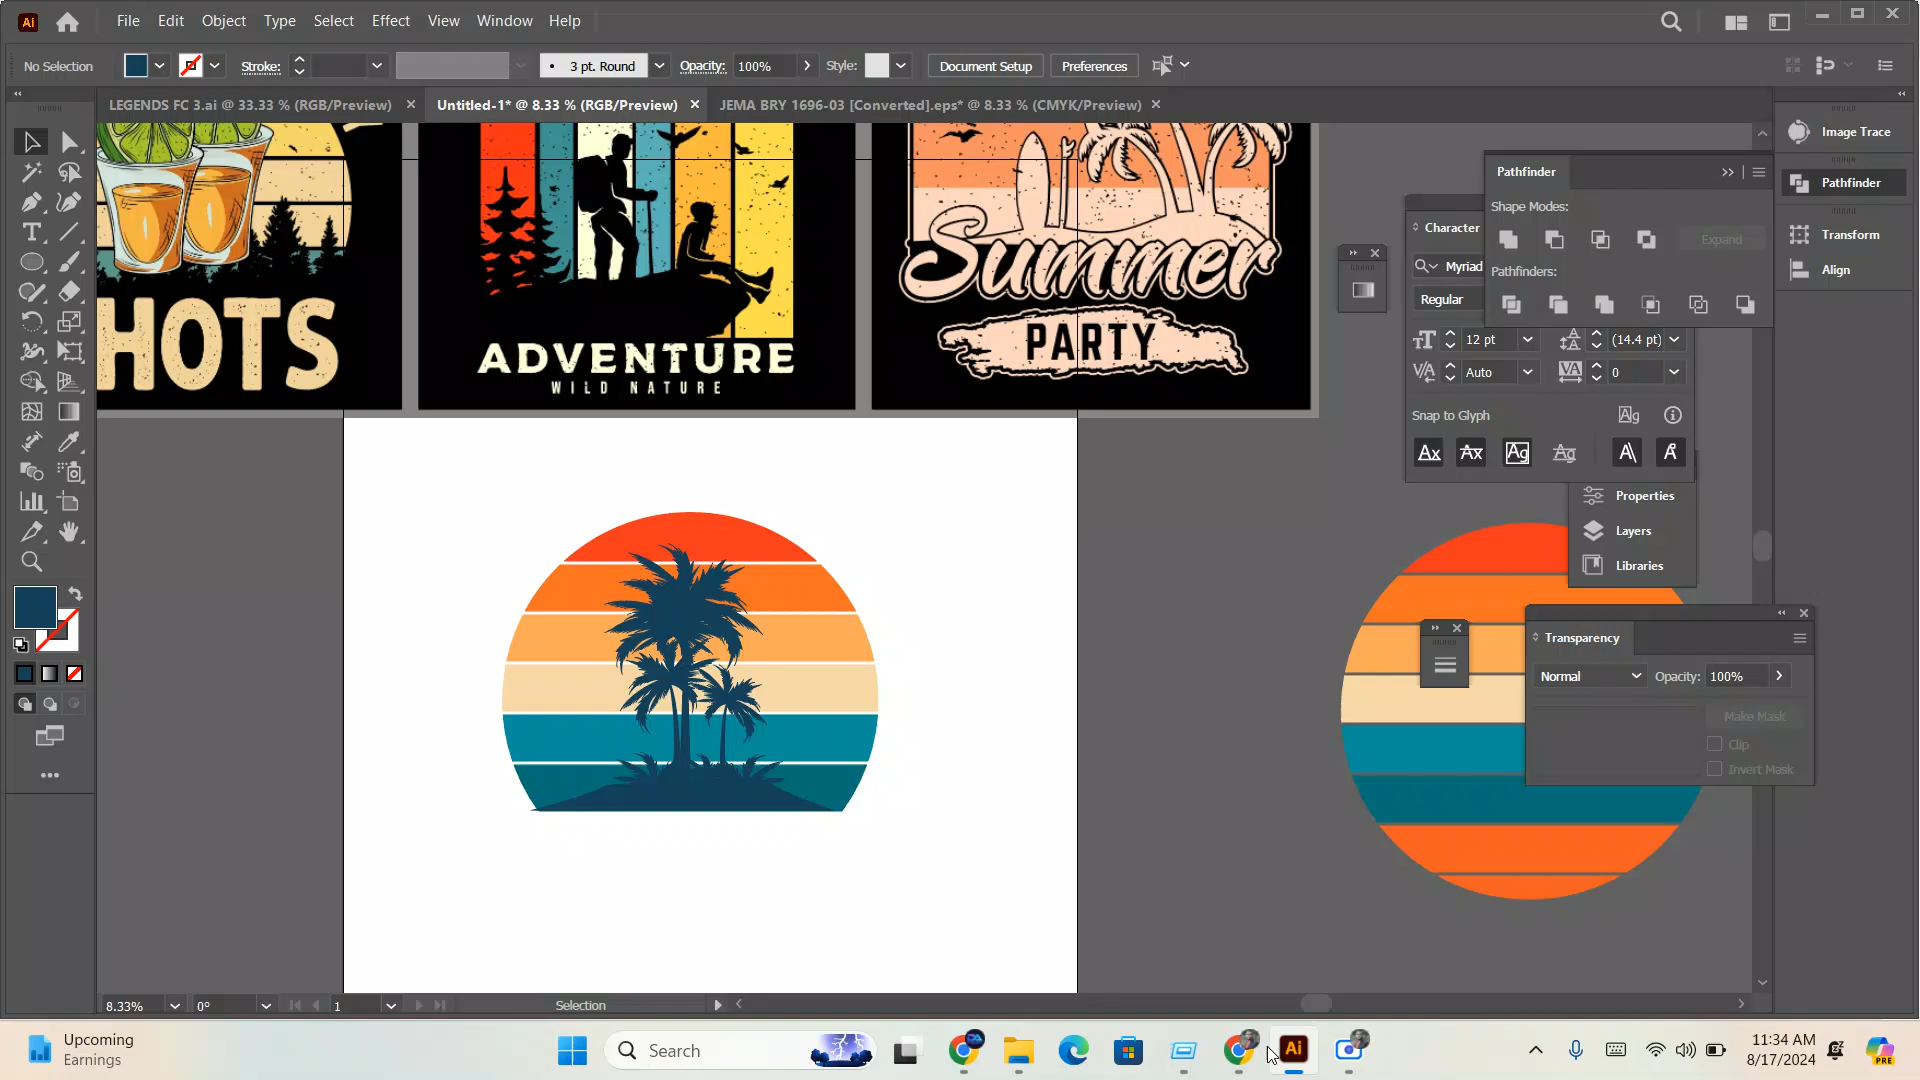 Ai File Edit Object Type Select Effect View Window Help
No Selection Stroke: 3 pt. Round Opacity: 100% Style: Document Setup Preferences
LEGENDS FC 3.ai @ 33.33 % (RGB/Preview) Untitled-1* @ 8.33 % (RGB/Preview) JEMA BRY 1696-03 [Converted].eps* @ 8.33 % (CMYK/Preview)
Image Trace
Pathfinder
Transform
Align
Pathfinder
Shape Modes:
Expand
Pathfinders:
Character
Myriad
Regular
12 pt (14.4 pt)
Auto 0
Snap to Glyph
Properties
Layers
Libraries
Transparency
Normal Opacity: 100%
Make Mask
Clip
Invert Mask
HOTS
ADVENTURE
WILD NATURE
Summer
PARTY
8.33% 0° 1 Selection
Upcoming
Earnings
Search
Ai
11:34 AM
8/17/2024
PRE